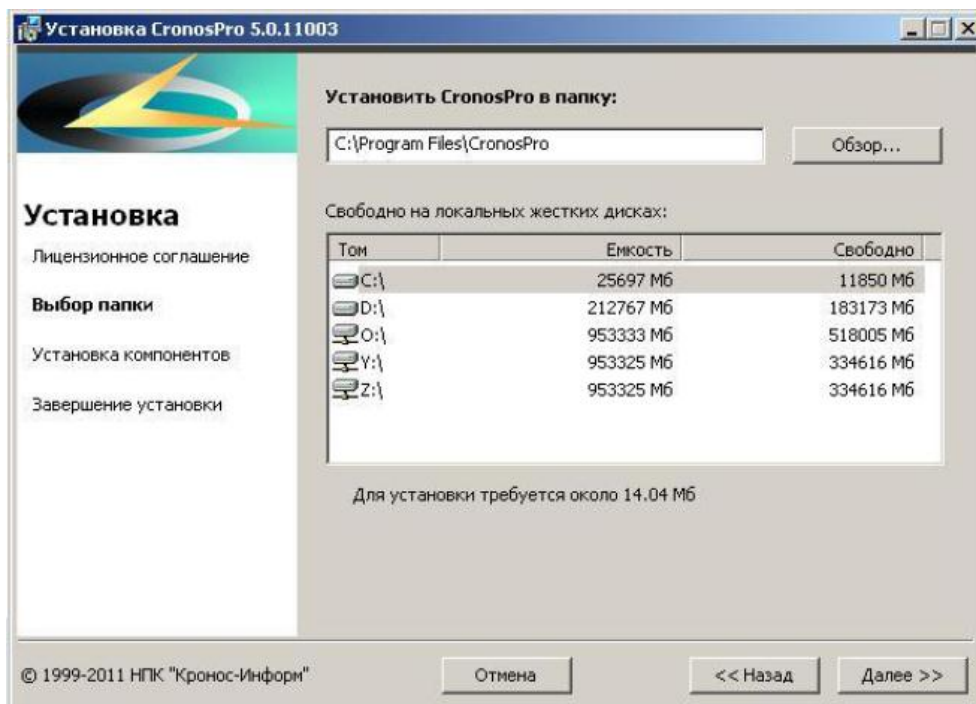 Установка CronosPro 5.0.11003
Установить CronosPro в папку:
C:\Program Files\CronosPro
Обзор...
Установка
Лицензионное соглашение
Выбор папки
Установка компонентов
Завершение установки
Свободно на локальных жестких дисках:
Том Емкость Свободно
C:\ 25697 Мб 11850 Мб
D:\ 212767 Мб 183173 Мб
O:\ 953333 Мб 518005 Мб
Y:\ 953325 Мб 334616 Мб
Z:\ 953325 Мб 334616 Мб
Для установки требуется около 14.04 Мб
© 1999-2011 НПК "Кронос-Информ"
Отмена
<< Назад
Далее >>